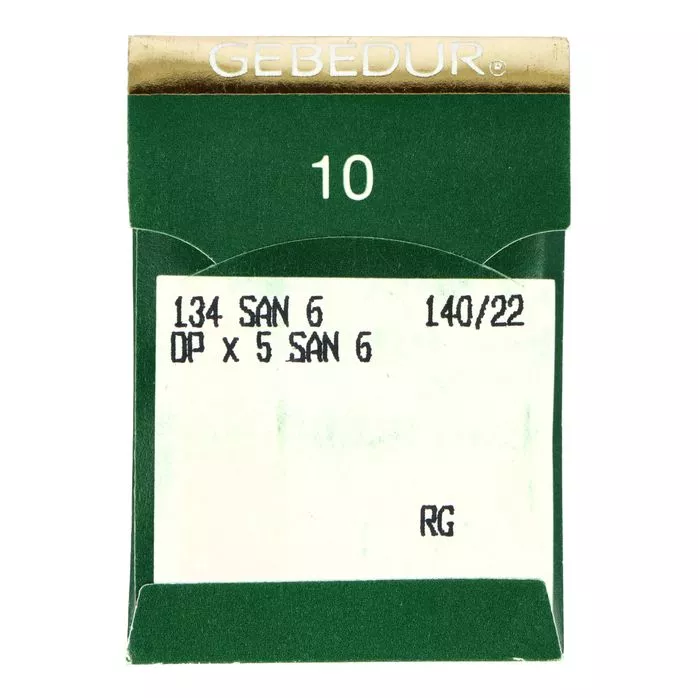 GEBEDUR®
10
134 SAN 6 140/22
DP x 5 SAN 6
RG